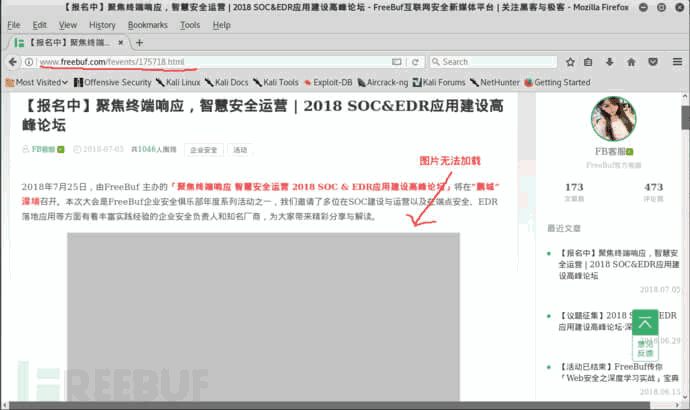 【报名中】聚焦终端响应，智慧安全运营 | 2018 SOC&EDR应用建设高峰论坛 - FreeBuf互联网安全新媒体平台 | 关注黑客与极客 - Mozilla Firefox
File Edit View History Bookmarks Tools Help
【报名中】聚焦终端响...
www.freebuf.com/fevents/175718.html
Search
Most Visited Offensive Security Kali Linux Kali Docs Kali Tools Exploit-DB Aircrack-ng Kali Forums NetHunter Getting Started
【报名中】聚焦终端响应，智慧安全运营 | 2018 SOC&EDR应用建设高
峰论坛
FB客服 2018-07-05 共1046人围观 企业安全 活动
图片无法加载
2018年7月25日，由FreeBuf 主办的「聚焦终端响应 智慧安全运营 2018 SOC & EDR应用建设高峰论坛」将在“鹏城”
深圳召开。本次大会是FreeBuf企业安全俱乐部年度系列活动之一，我们邀请了多位在SOC建设与运营以及在端点安全、EDR
落地应用等方面有着丰富实践经验的企业安全负责人和知名厂商，为大家带来精彩分享与解读。
FREEBUF
FB客服
FreeBuf官方客服
173 473
文章数 评论数
最近文章
【报名中】聚焦终端响应，智慧安
全运营 | 2018 SOC&EDR应用建
设高峰论坛
2018.07.05
【议题征集】2018 S EDR
应用建设高峰论坛·深
2018.06.29
意见
反馈
【活动已结束】FreeBuf传你
「Web安全之深度学习实战」宝典
2018.06.15